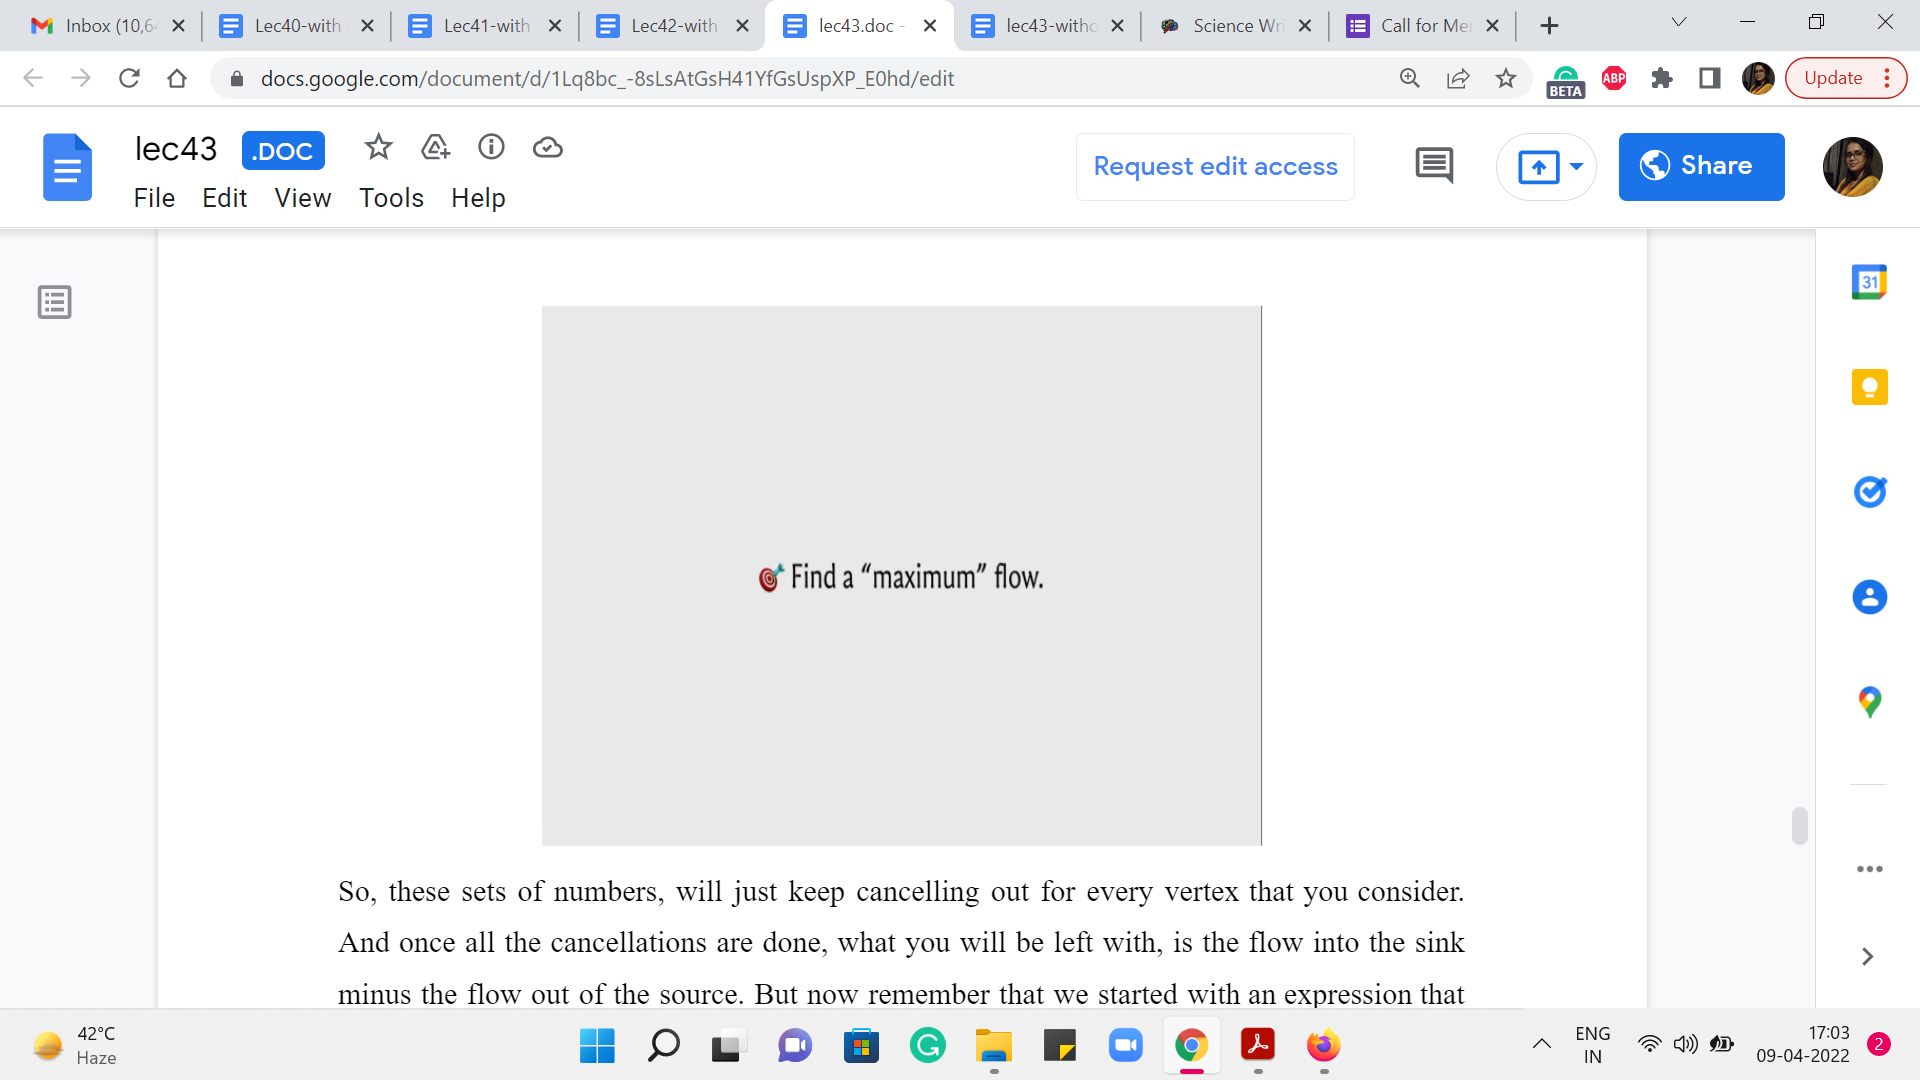 Inbox (10,6
Lec40-with
Lec41-with
Lec42-with
lec43.doc -
lec43-witho
Science Wri
Call for Me
docs.google.com/document/d/1Lq8bc_-8sLsAtGsH41YfGsUspXP_E0hd/edit
BETA
ABP
Update
lec43
.DOC
File Edit View Tools Help
Request edit access
Share
31
Find a “maximum” flow.
So, these sets of numbers, will just keep cancelling out for every vertex that you consider.
And once all the cancellations are done, what you will be left with, is the flow into the sink
minus the flow out of the source. But now remember that we started with an expression that
42°C
Haze
ENG
IN
17:03
09-04-2022
2